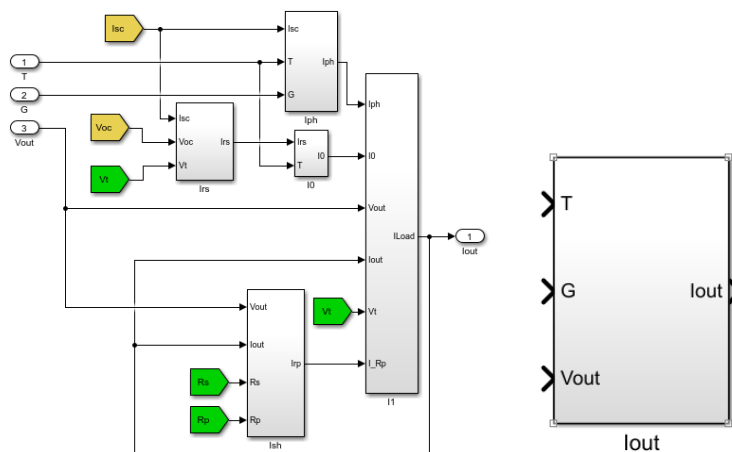 Isc
Isc
1
T
T
Iph
2
G
G
Iph
Iph
3
Vout
Isc
Voc
Voc
Irs
Irs
I0
I0
Vt
Vt
T
Irs
I0
Vout
ILoad
1
Iout
Iout
Vout
Vt
Vt
Iout
Irp
I_Rp
Rs
Rs
I1
Rp
Rp
Ish
T
G
Iout
Vout
Iout